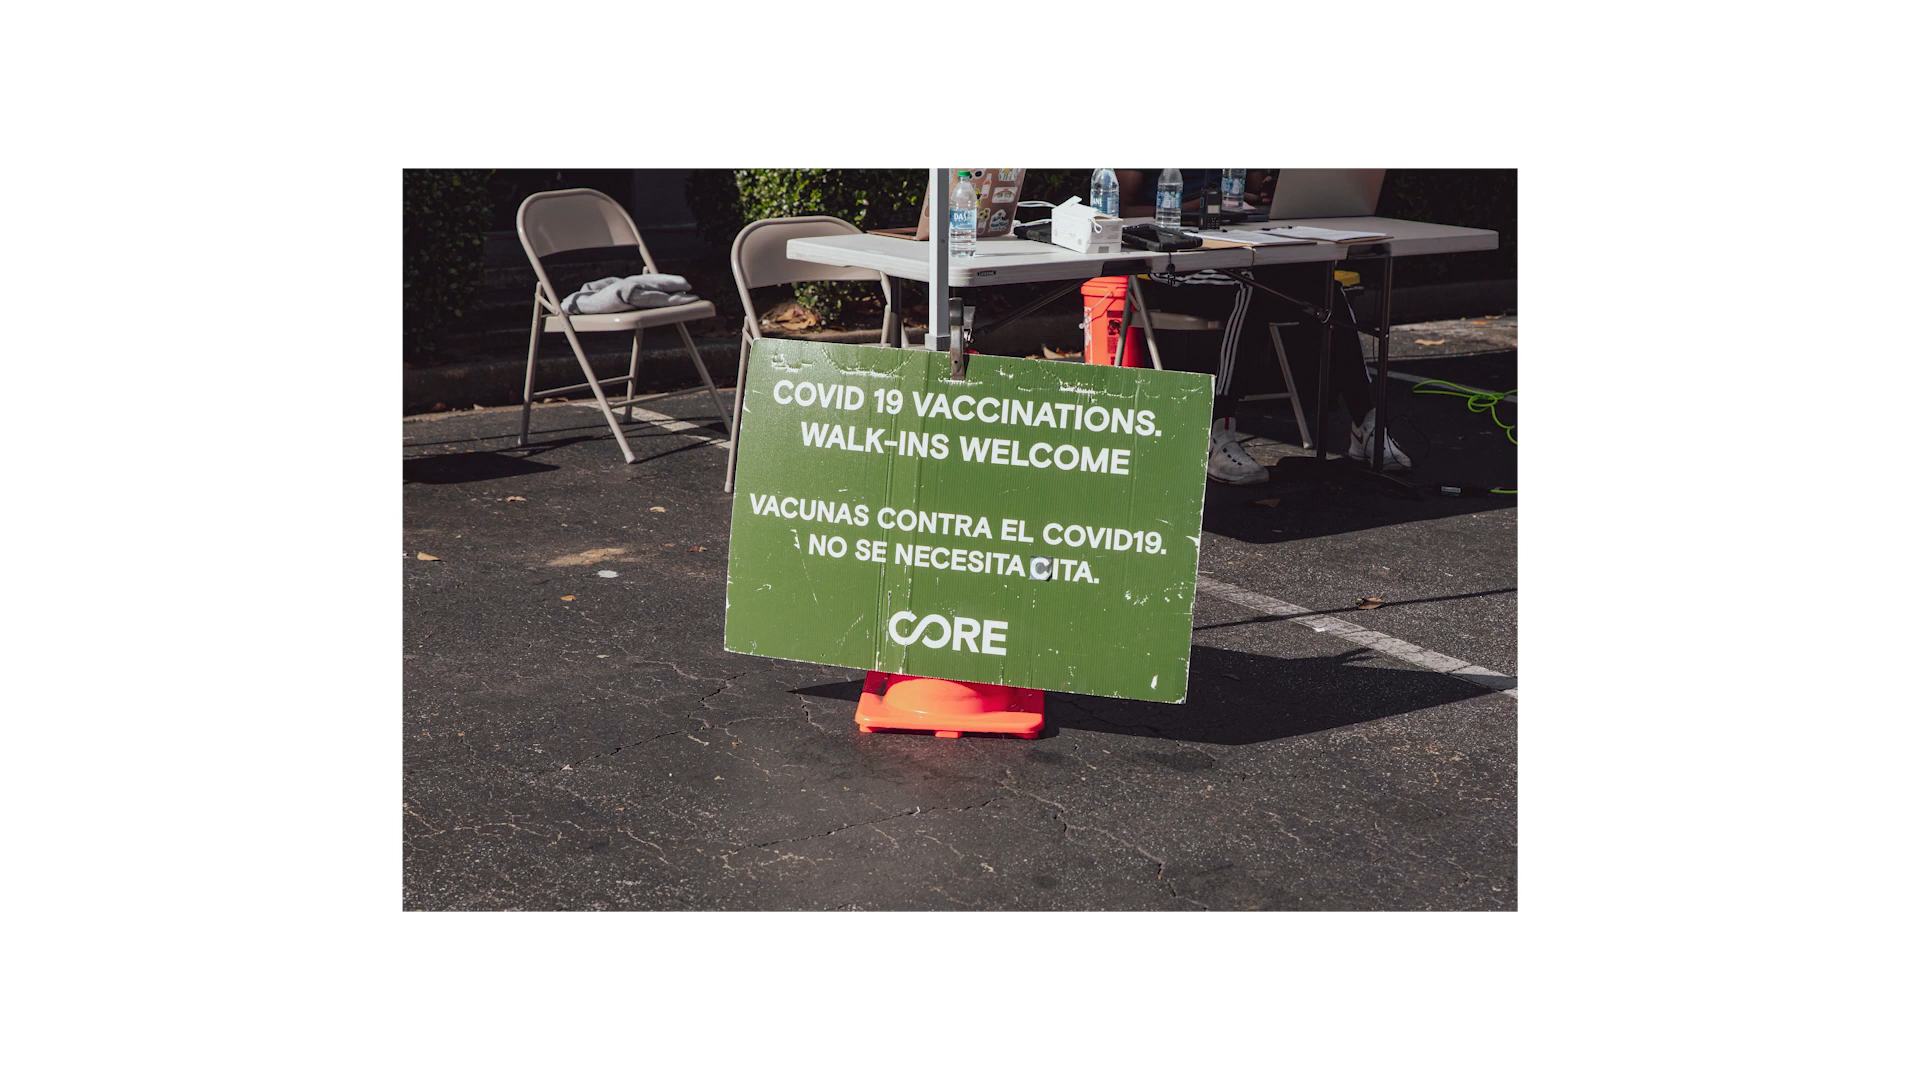 COVID 19 VACCINATIONS.
WALK-INS WELCOME
VACUNAS CONTRA EL COVID19.
NO SE NECESITA CITA.
CORE